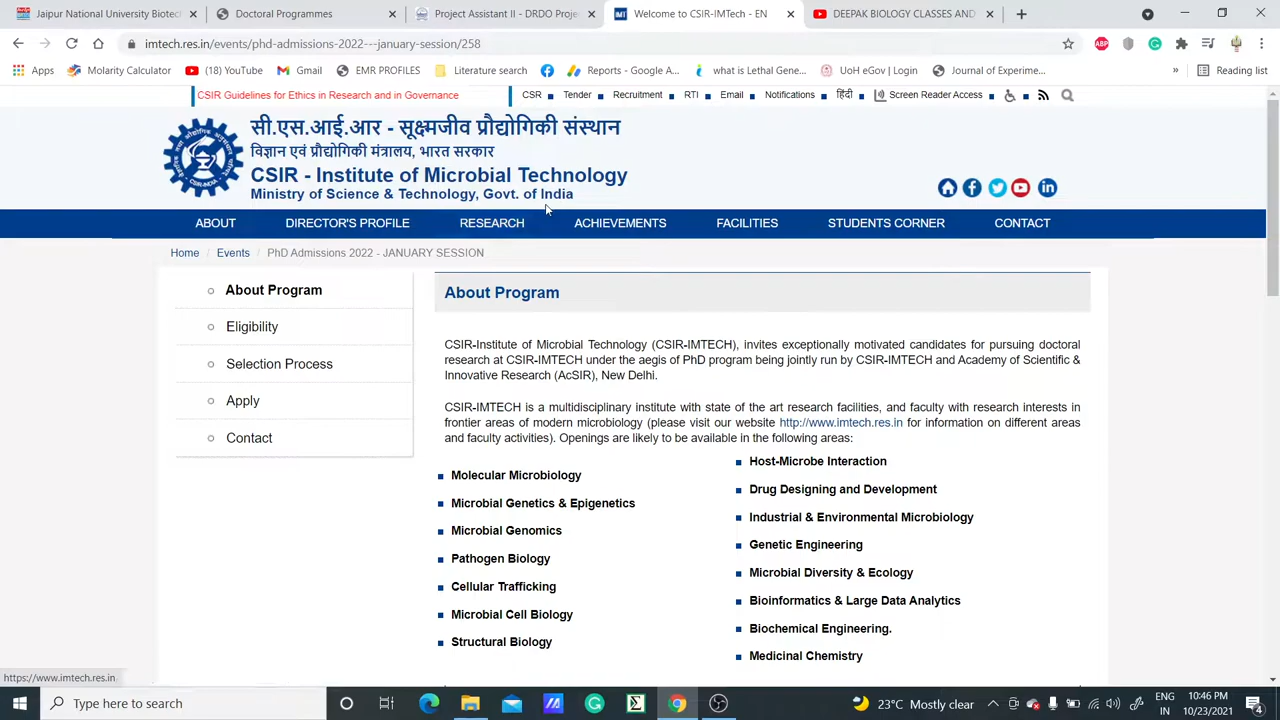 Jaipur National University Biotech
Doctoral Programmes
Project Assistant II - DRDO Proje
Welcome to CSIR-IMTech - EN
DEEPAK BIOLOGY CLASSES AND
imtech.res.in/events/phd-admissions-2022---january-session/258
ABP
Apps
Molarity Calculator
(18) YouTube
Gmail
EMR PROFILES
Literature search
Reports - Google A...
what is Lethal Gene...
UoH eGov | Login
Journal of Experime...
»
Reading list
CSIR Guidelines for Ethics in Research and in Governance
CSR
Tender
Recruitment
RTI
Email
Notifications
हिंदी
Screen Reader Access
सी.एस.आई.आर - सूक्ष्मजीव प्रौद्योगिकी संस्थान
विज्ञान एवं प्रौद्योगिकी मंत्रालय, भारत सरकार
CSIR - Institute of Microbial Technology
Ministry of Science & Technology, Govt. of India
CSIR-INDIA
ABOUT
DIRECTOR'S PROFILE
RESEARCH
ACHIEVEMENTS
FACILITIES
STUDENTS CORNER
CONTACT
Home / Events / PhD Admissions 2022 - JANUARY SESSION
About Program
Eligibility
Selection Process
Apply
Contact
About Program
CSIR-Institute of Microbial Technology (CSIR-IMTECH), invites exceptionally motivated candidates for pursuing doctoral
research at CSIR-IMTECH under the aegis of PhD program being jointly run by CSIR-IMTECH and Academy of Scientific &
Innovative Research (AcSIR), New Delhi.
CSIR-IMTECH is a multidisciplinary institute with state of the art research facilities, and faculty with research interests in
frontier areas of modern microbiology (please visit our website http://www.imtech.res.in for information on different areas
and faculty activities). Openings are likely to be available in the following areas:
Molecular Microbiology
Microbial Genetics & Epigenetics
Microbial Genomics
Pathogen Biology
Cellular Trafficking
Microbial Cell Biology
Structural Biology
Host-Microbe Interaction
Drug Designing and Development
Industrial & Environmental Microbiology
Genetic Engineering
Microbial Diversity & Ecology
Bioinformatics & Large Data Analytics
Biochemical Engineering.
Medicinal Chemistry
https://www.imtech.res.in
Type here to search
23°C Mostly clear
ENG
IN
10:46 PM
10/23/2021
4